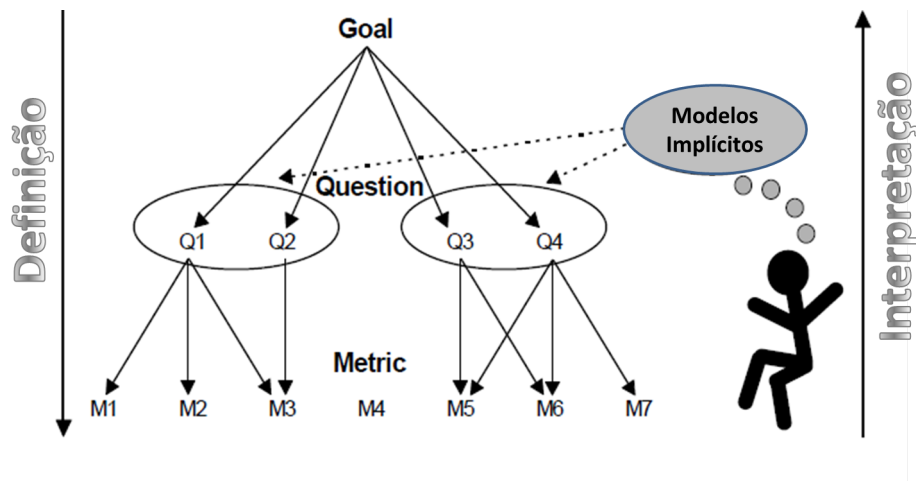 Goal
Definição
Modelos
Implícitos
Interpretação
Question
Q1 Q2 Q3 Q4
Metric
M1 M2 M3 M4 M5 M6 M7